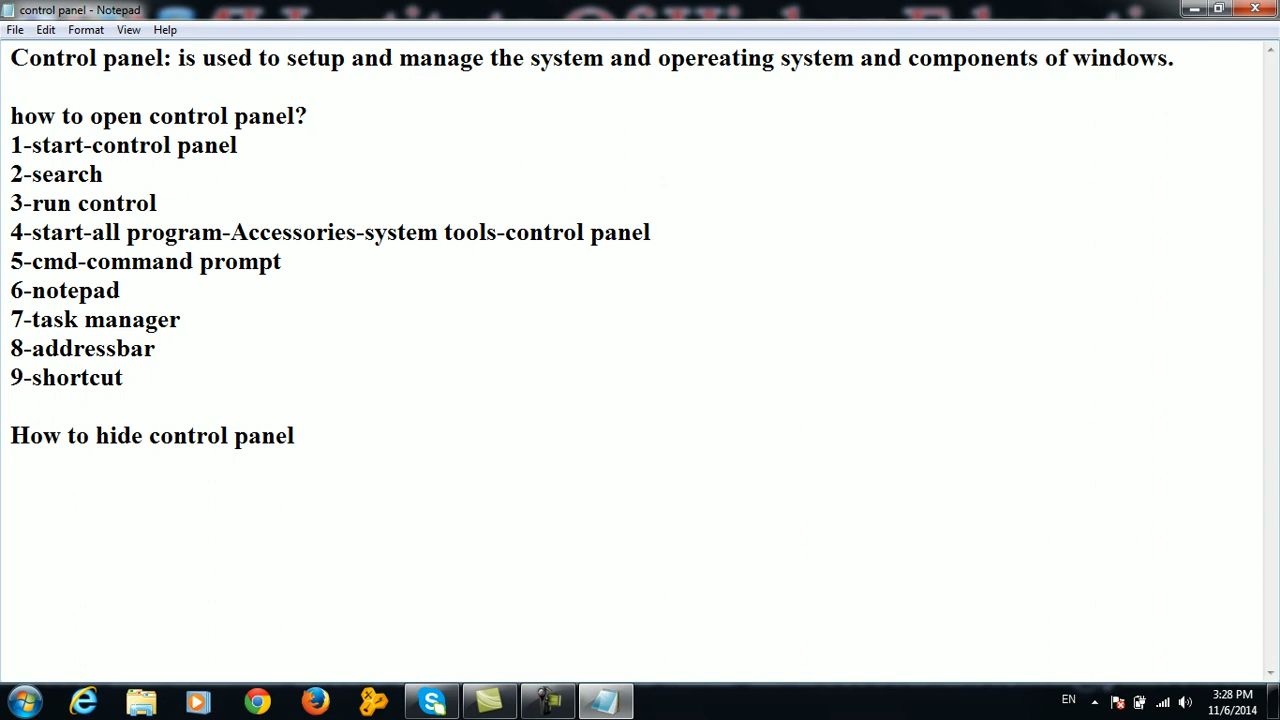 control panel - Notepad
File Edit Format View Help
Control panel: is used to setup and manage the system and opereating system and components of windows.
how to open control panel?
1-start-control panel
2-search
3-run control
4-start-all program-Accessories-system tools-control panel
5-cmd-command prompt
6-notepad
7-task manager
8-addressbar
9-shortcut
How to hide control panel
EN
3:28 PM
11/6/2014